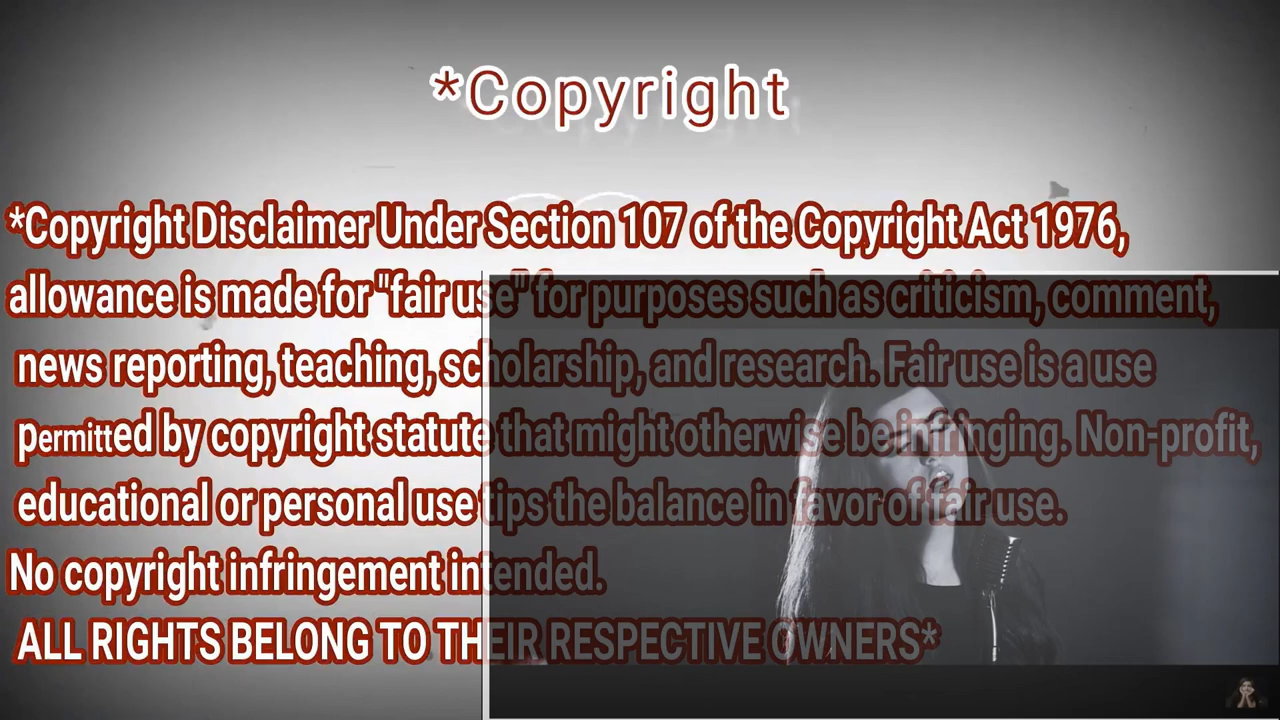 *Copyright
*Copyright Disclaimer Under Section 107 of the Copyright Act 1976,
allowance is made for "fair use" for purposes such as criticism, comment,
news reporting, teaching, scholarship, and research. Fair use is a use
permitted by copyright statute that might otherwise be infringing. Non-profit,
educational or personal use tips the balance in favor of fair use.
No copyright infringement intended.
ALL RIGHTS BELONG TO THEIR RESPECTIVE OWNERS*